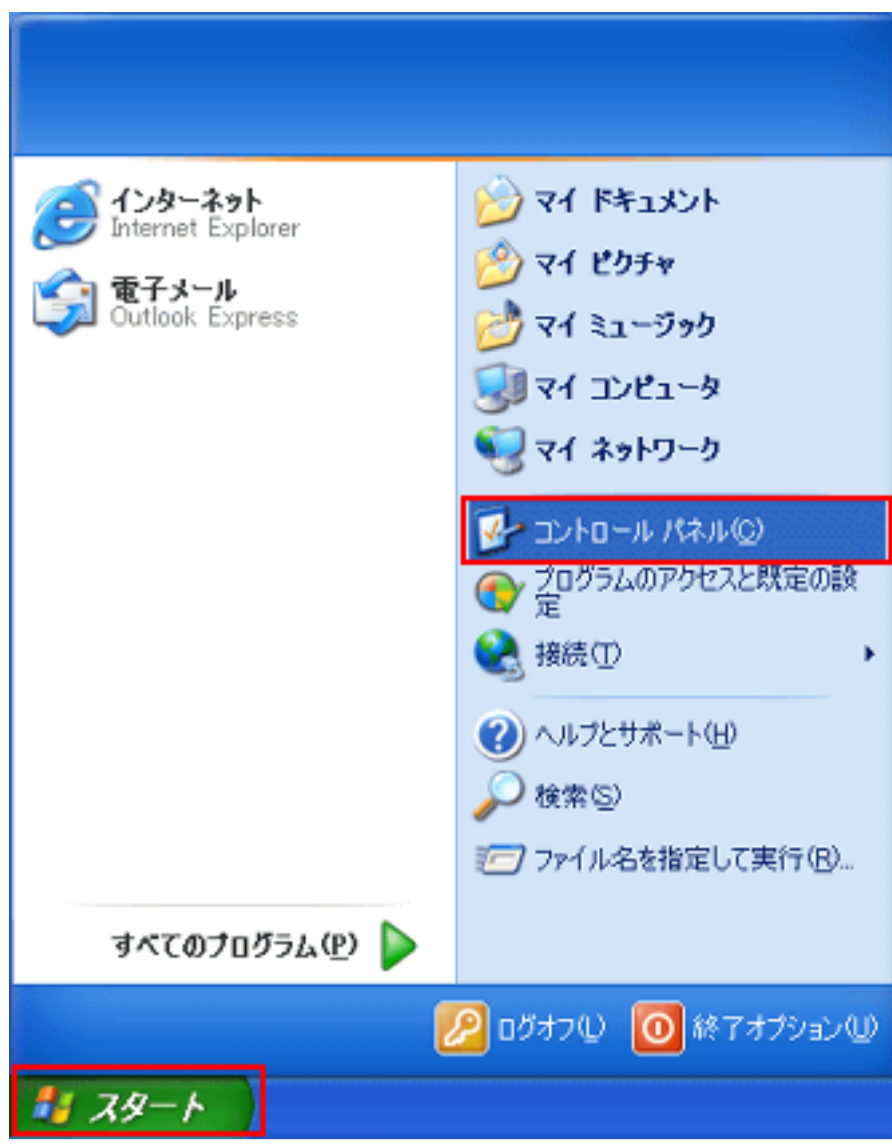 インターネット
Internet Explorer
電子メール
Outlook Express
すべてのプログラム(P)
マイ ドキュメント
マイ ピクチャ
マイ ミュージック
マイ コンピュータ
マイ ネットワーク
コントロール パネル(C)
プログラムのアクセスと既定の設
定
接続(T)
ヘルプとサポート(H)
検索(S)
ファイル名を指定して実行(R)...
ログオフ(L)
終了オプション(U)
スタート